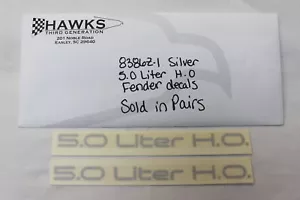 HAWKS
THIRD GENERATION
201 Noble Road
Easley, SC 29640
8386Z-1 Silver
5.0 Liter H.O
Fender decals
Sold in Pairs
5.0 Liter H.O.
5.0 Liter H.O.